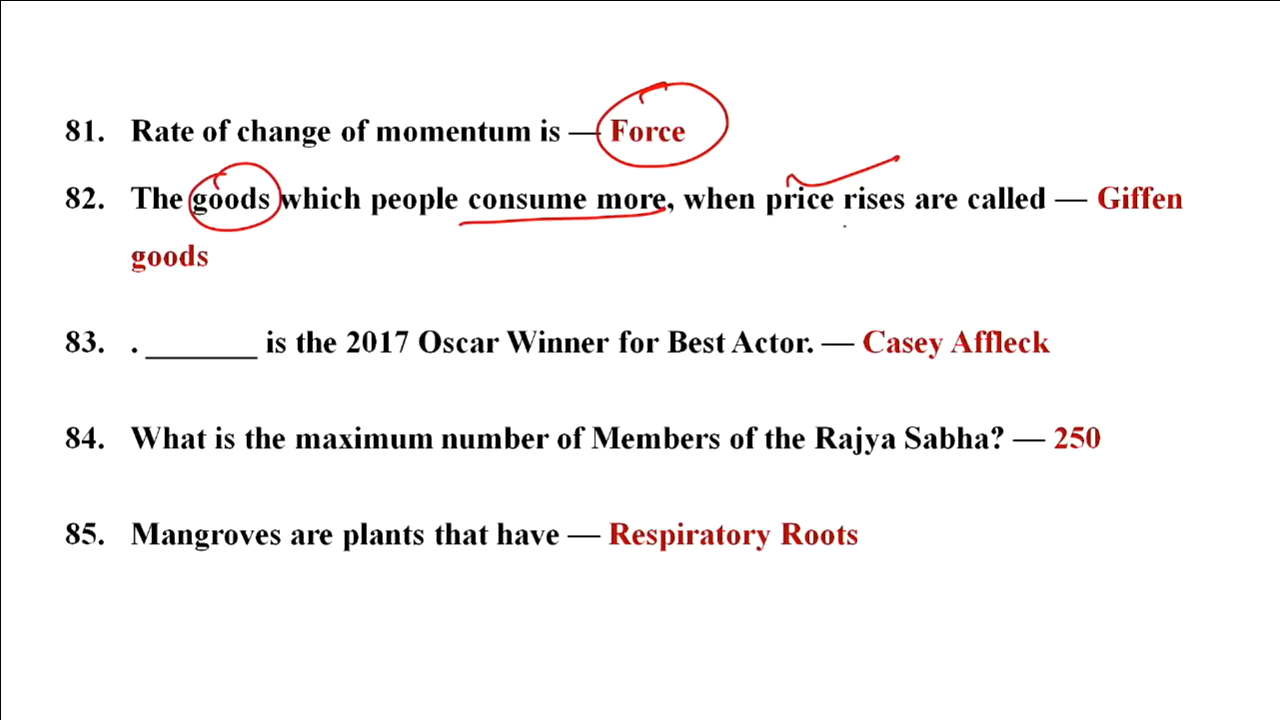 81. Rate of change of momentum is — Force
82. The goods which people consume more, when price rises are called — Giffen
goods
83. . _______ is the 2017 Oscar Winner for Best Actor. — Casey Affleck
84. What is the maximum number of Members of the Rajya Sabha? — 250
85. Mangroves are plants that have — Respiratory Roots